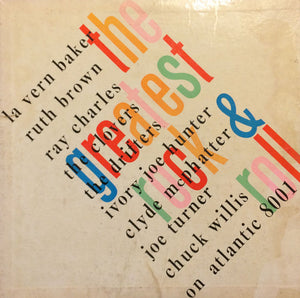 the
greatest
rock &
roll
la vern baker
ruth brown
ray charles
the clovers
the drifters
ivory joe hunter
clyde mcphatter
joe turner
chuck willis
on atlantic 8001